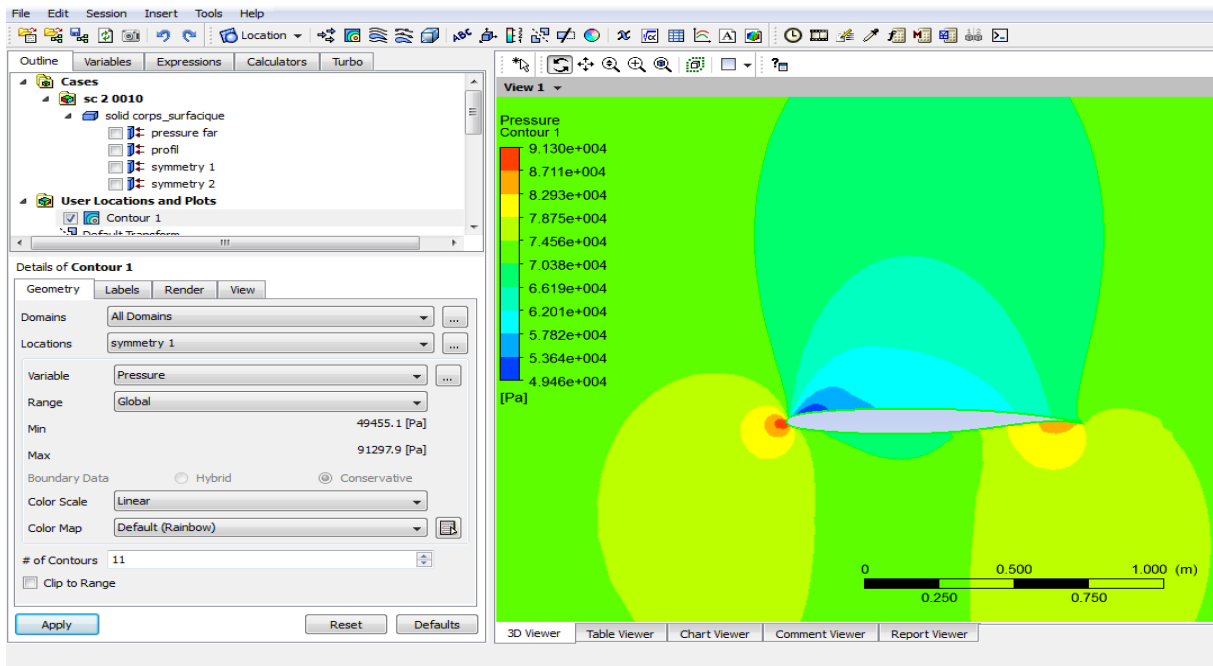 File Edit Session Insert Tools Help
Location
Outline Variables Expressions Calculators Turbo
Cases
sc 2 0010
solid corps_surfacique
pressure far
profil
symmetry 1
symmetry 2
User Locations and Plots
Contour 1
Default Transform
Details of Contour 1
Geometry Labels Render View
Domains All Domains ...
Locations symmetry 1 ...
Variable Pressure ...
Range Global
Min 49455.1 [Pa]
Max 91297.9 [Pa]
Boundary Data Hybrid Conservative
Color Scale Linear
Color Map Default (Rainbow)
# of Contours 11
Clip to Range
Apply Reset Defaults
View 1
Pressure
Contour 1
9.130e+004
8.711e+004
8.293e+004
7.875e+004
7.456e+004
7.038e+004
6.619e+004
6.201e+004
5.782e+004
5.364e+004
4.946e+004
[Pa]
0 0.500 1.000 (m)
0.250 0.750
3D Viewer Table Viewer Chart Viewer Comment Viewer Report Viewer